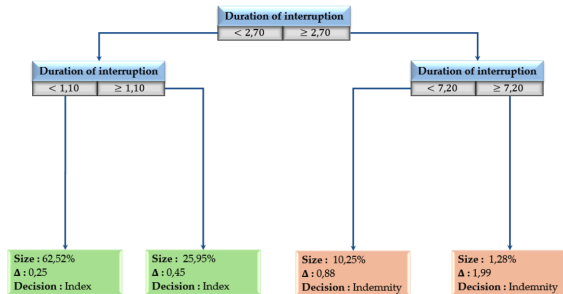 Duration of interruption
< 2,70 ≥ 2,70
Duration of interruption
< 1,10 ≥ 1,10
Duration of interruption
< 7,20 ≥ 7,20
Size : 62,52%
Δ : 0,25
Decision : Index
Size : 25,95%
Δ : 0,45
Decision : Index
Size : 10,25%
Δ : 0,88
Decision : Indemnity
Size : 1,28%
Δ : 1,99
Decision : Indemnity